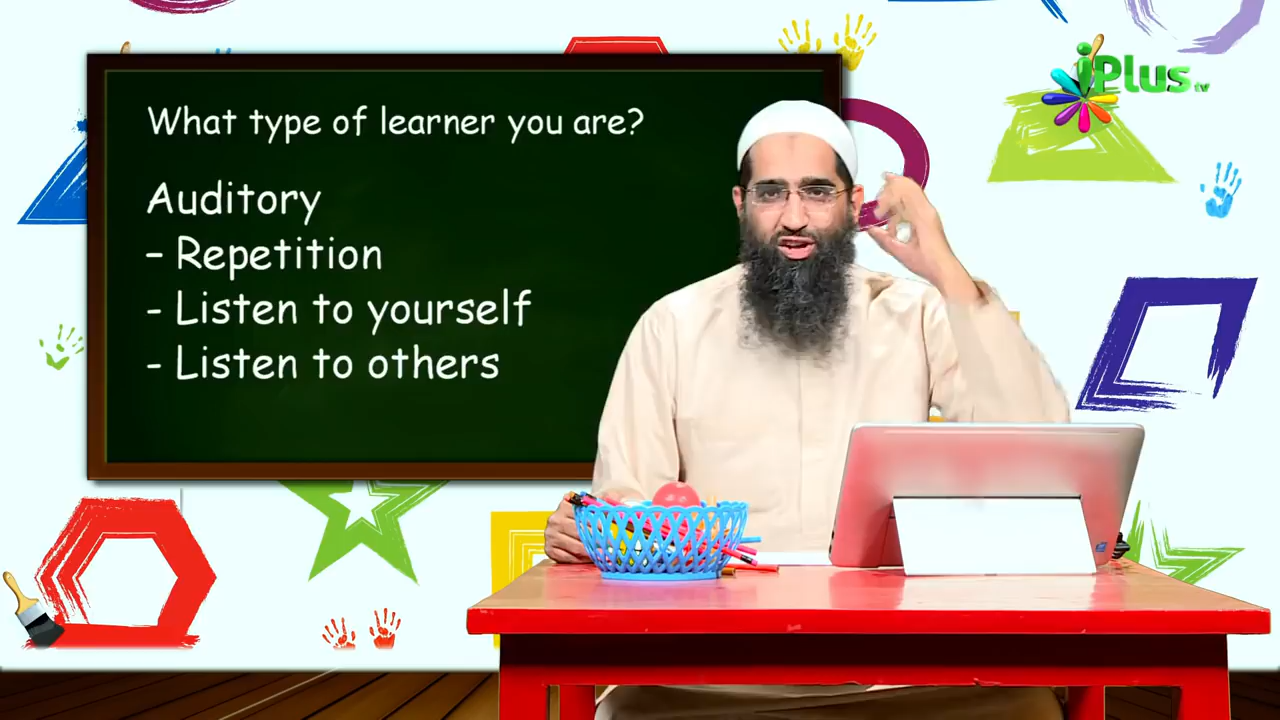 What type of learner you are?
Auditory
- Repetition
- Listen to yourself
- Listen to others
iPlus tv